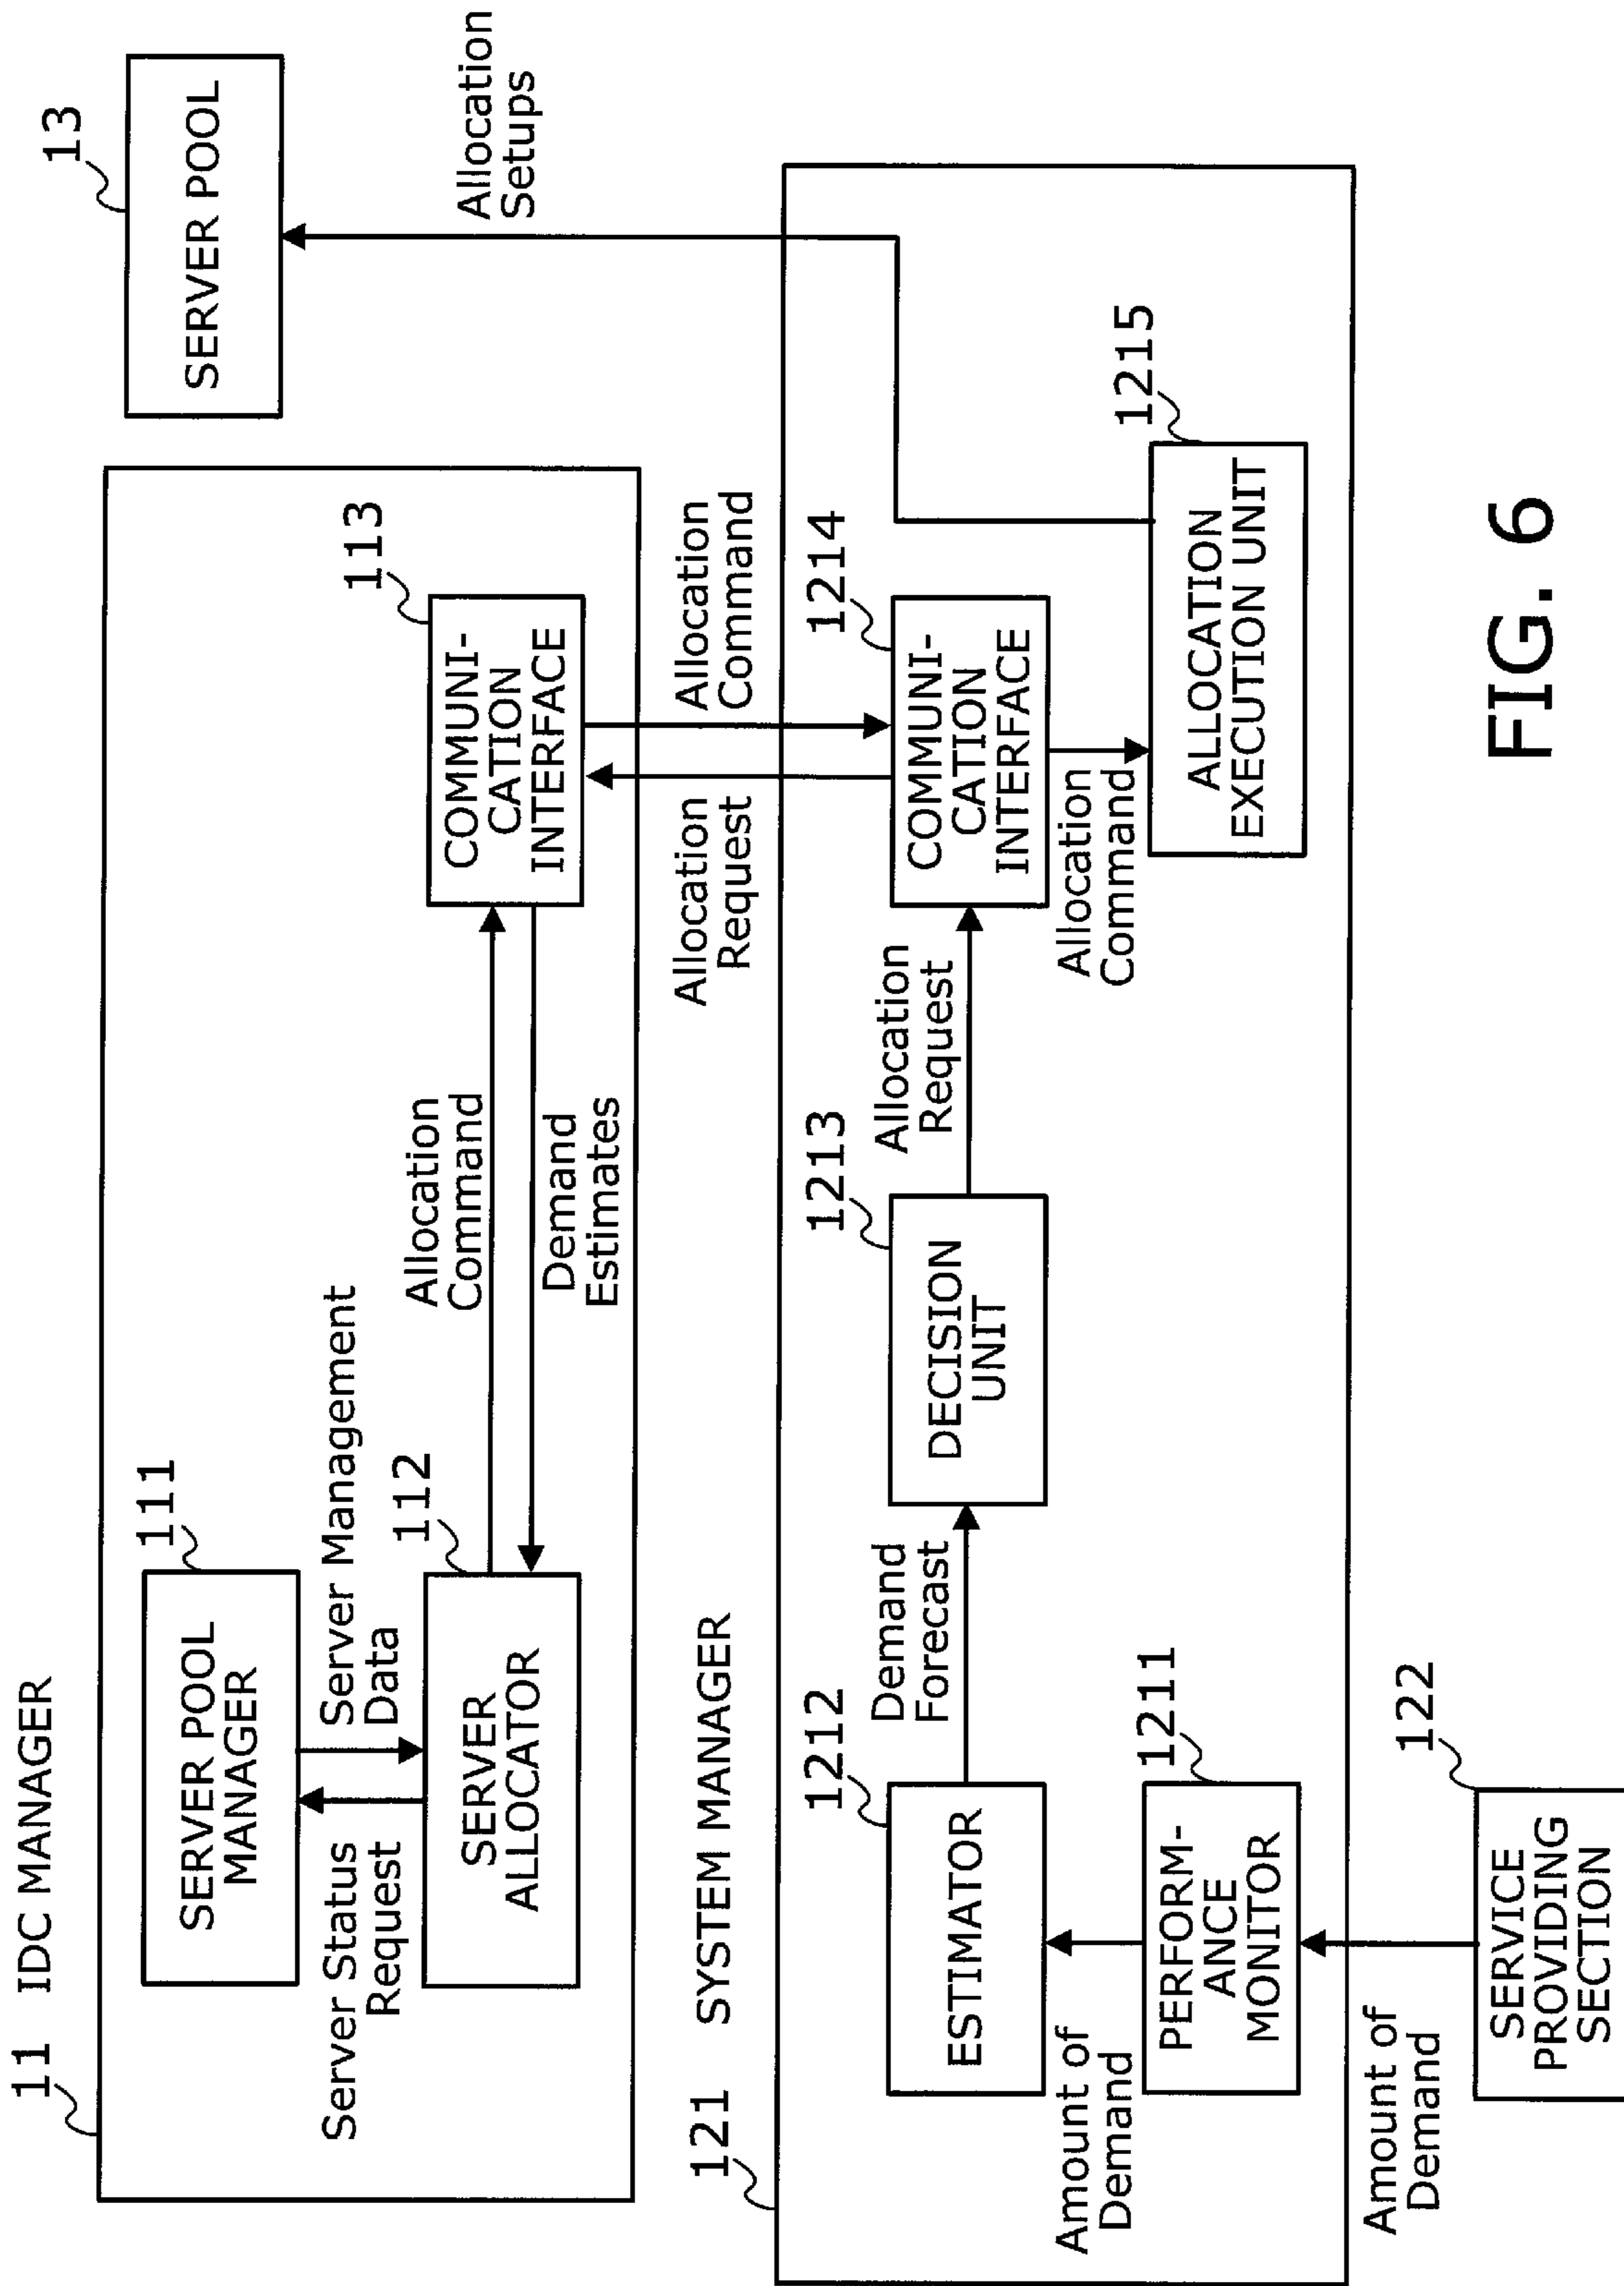 11 IDC MANAGER
111
SERVER POOL
MANAGER
Server Status
Request
Server Management
Data
112
SERVER
ALLOCATOR
Allocation
Command
Demand
Estimates
113
COMMUNI-
CATION
INTERFACE
13
SERVER POOL
Allocation
Setups
Allocation
Request
Allocation
Command
121 SYSTEM MANAGER
1212
ESTIMATOR
Demand
Forecast
1213
DECISION
UNIT
Allocation
Request
1214
COMMUNI-
CATION
INTERFACE
Allocation
Command
1215
ALLOCATION
EXECUTION UNIT
Amount of
Demand
1211
PERFORM-
ANCE
MONITOR
Amount of
Demand
122
SERVICE
PROVIDING
SECTION
FIG. 6